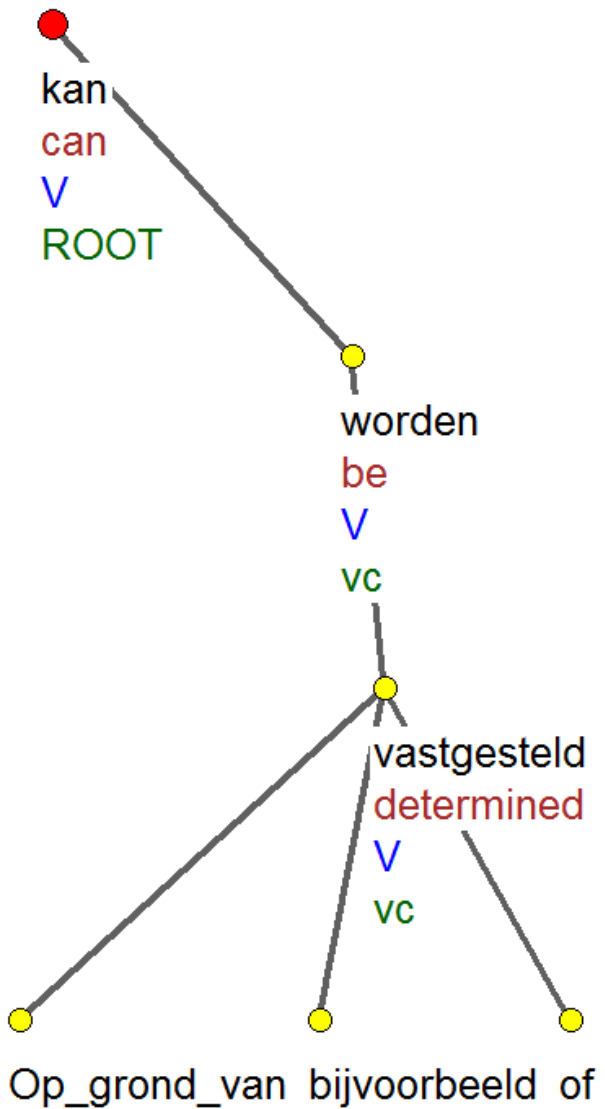 kan
can
V
ROOT
worden
be
V
vc
vastgesteld
determined
V
vc
Op_grond_van bijvoorbeeld of